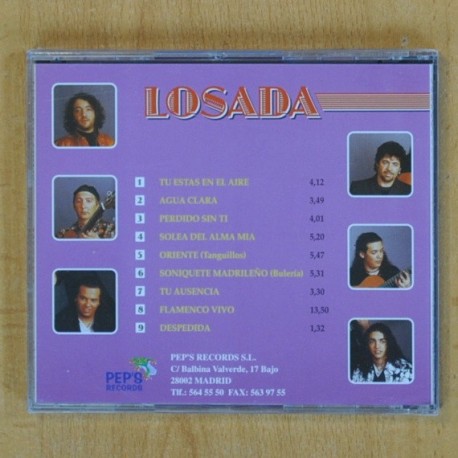 LOSADA
1 TU ESTAS EN EL AIRE 4,12
2 AGUA CLARA 3,49
3 PERDIDO SIN TI 4,01
4 SOLEA DEL ALMA MIA 5,20
5 ORIENTE (Tanguillos) 5,47
6 SONIQUETE MADRILEÑO (Bulería) 5,31
7 TU AUSENCIA 3,30
8 FLAMENCO VIVO 13,50
9 DESPEDIDA 1,32
PEP'S RECORDS
PEP'S RECORDS S.L.
C/ Balbina Valverde, 17 Bajo
28002 MADRID
Tlf.: 564 55 50 FAX: 563 97 55